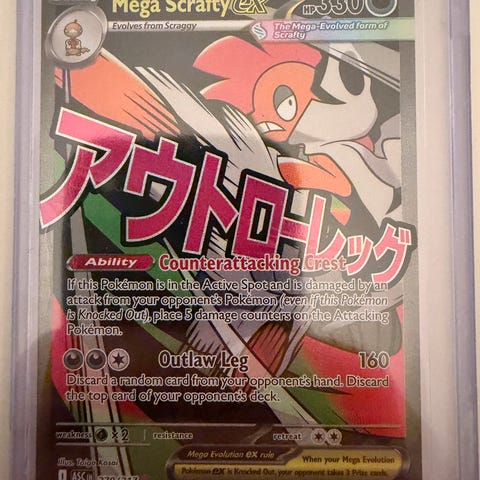 Mega Scrafty ex HP 330
Evolves from Scraggy
The Mega-Evolved form of
Scrafty
アウトローレッグ
Ability Counterattacking Crest
If this Pokémon is in the Active Spot and is damaged by an
attack from your opponent's Pokémon (even if this Pokémon
is Knocked Out), place 5 damage counters on the Attacking
Pokémon.
Outlaw Leg 160
Discard a random card from your opponent's hand. Discard
the top card of your opponent's deck.
weakness ×2 resistance retreat
Illus. Taiga Kasai
Mega Evolution ex rule
When your Mega Evolution
Pokémon ex is Knocked Out, your opponent takes 3 Prize cards.
ASC EN